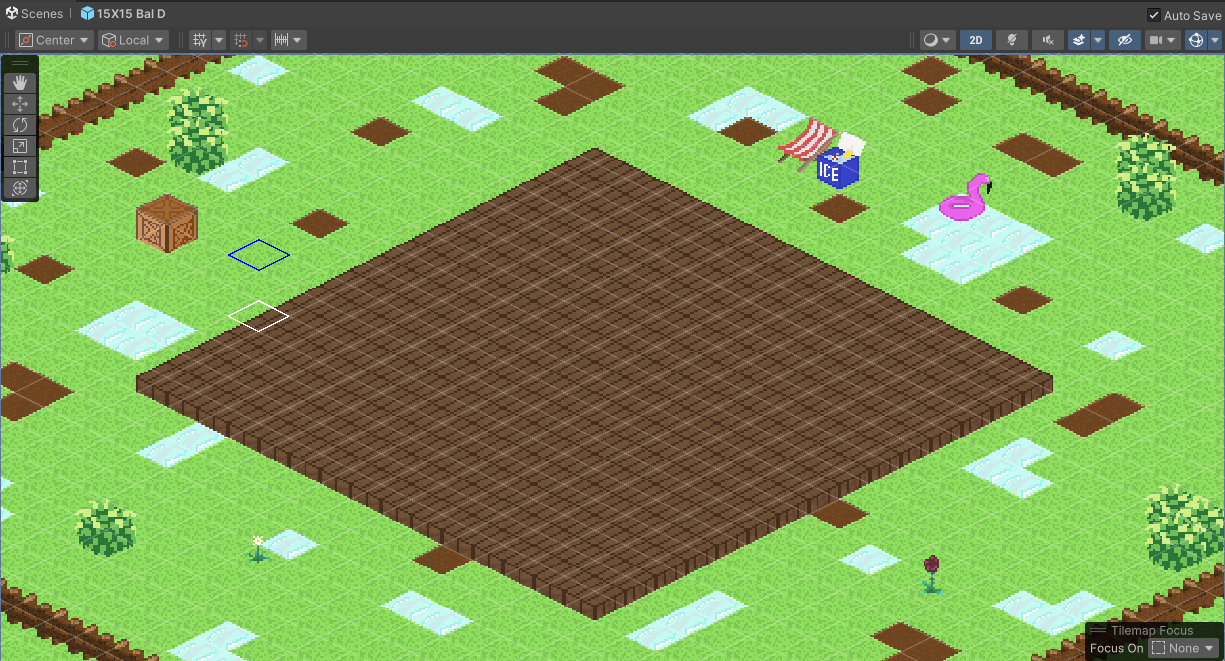 Scenes | 15X15 Bal D
Auto Save
Center Local 2D
ICE
Tilemap Focus
Focus On None